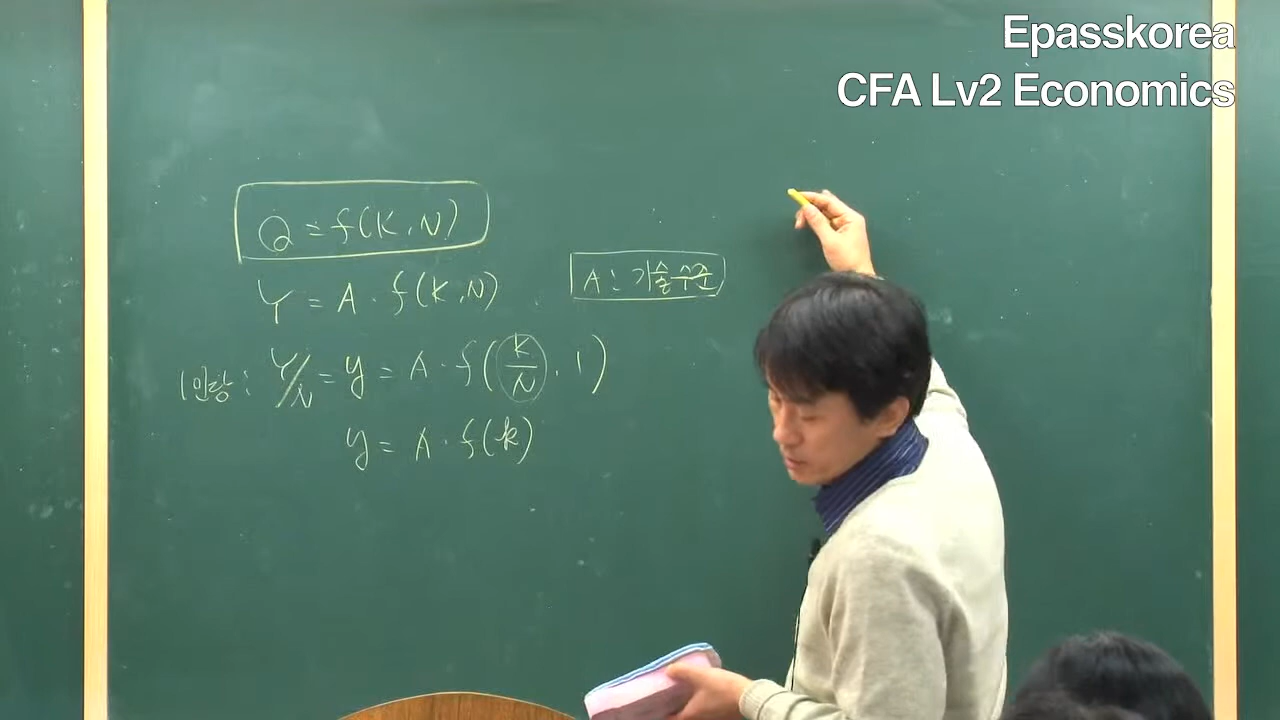 Epasskorea
CFA Lv2 Economics
Q = f(K, N)
Y = A · f(K, N)
A : 기술수준
1인당 : Y/N = y = A · f(K/N, 1)
y = A · f(k)